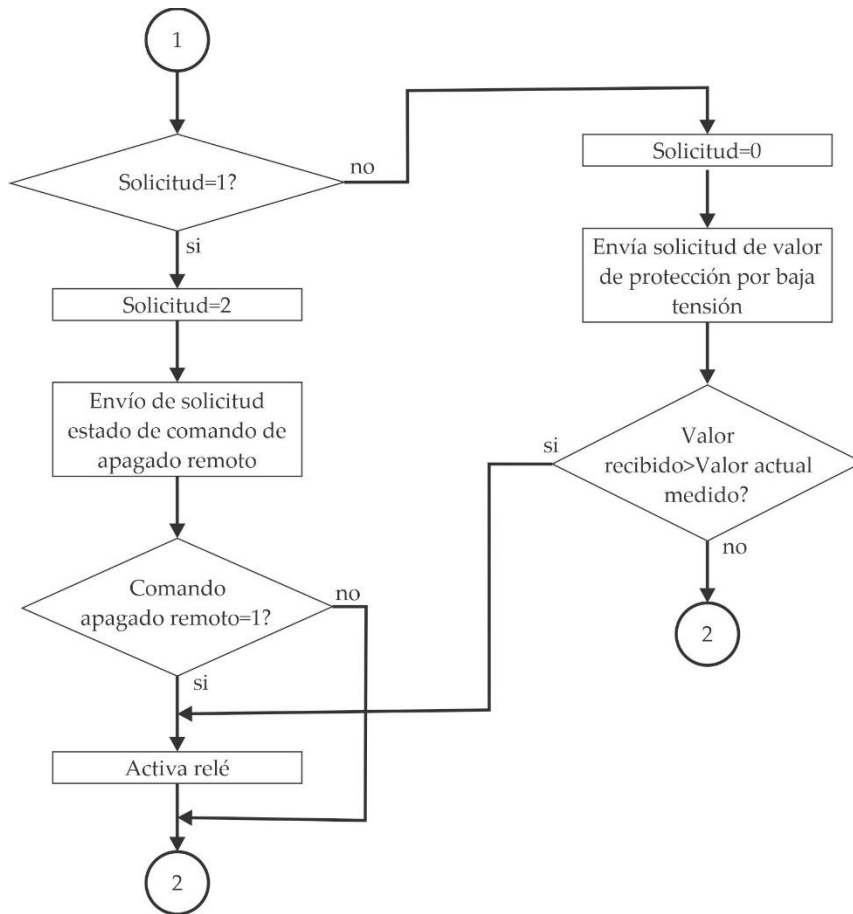 1
Solicitud=1?
no
si
Solicitud=2
Envío de solicitud
estado de comando de
apagado remoto
Comando
apagado remoto=1?
no
si
Activa relé
2
Solicitud=0
Envía solicitud de valor
de protección por baja
tensión
Valor
recibido>Valor actual
medido?
si
no
2